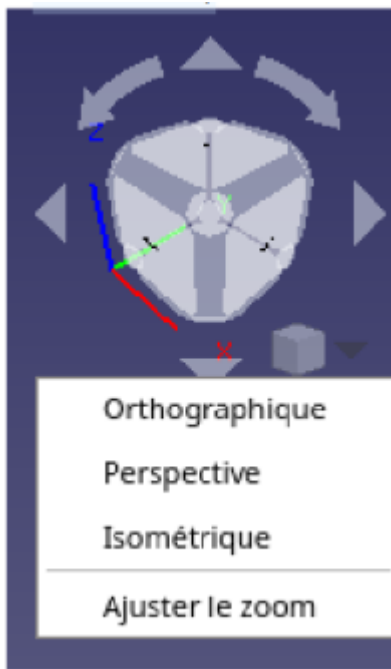 Z
Y
X
Orthographique
Perspective
Isométrique
Ajuster le zoom